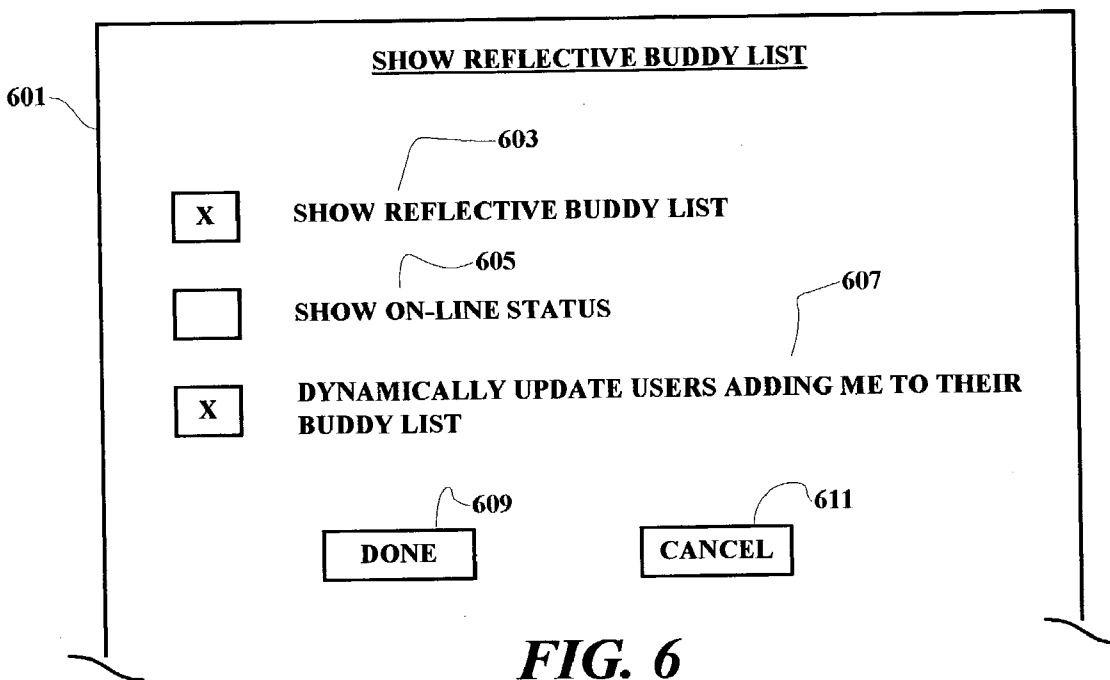 SHOW REFLECTIVE BUDDY LIST
601
603
X SHOW REFLECTIVE BUDDY LIST
605
607
SHOW ON-LINE STATUS
X DYNAMICALLY UPDATE USERS ADDING ME TO THEIR
BUDDY LIST
609
611
DONE CANCEL
FIG. 6